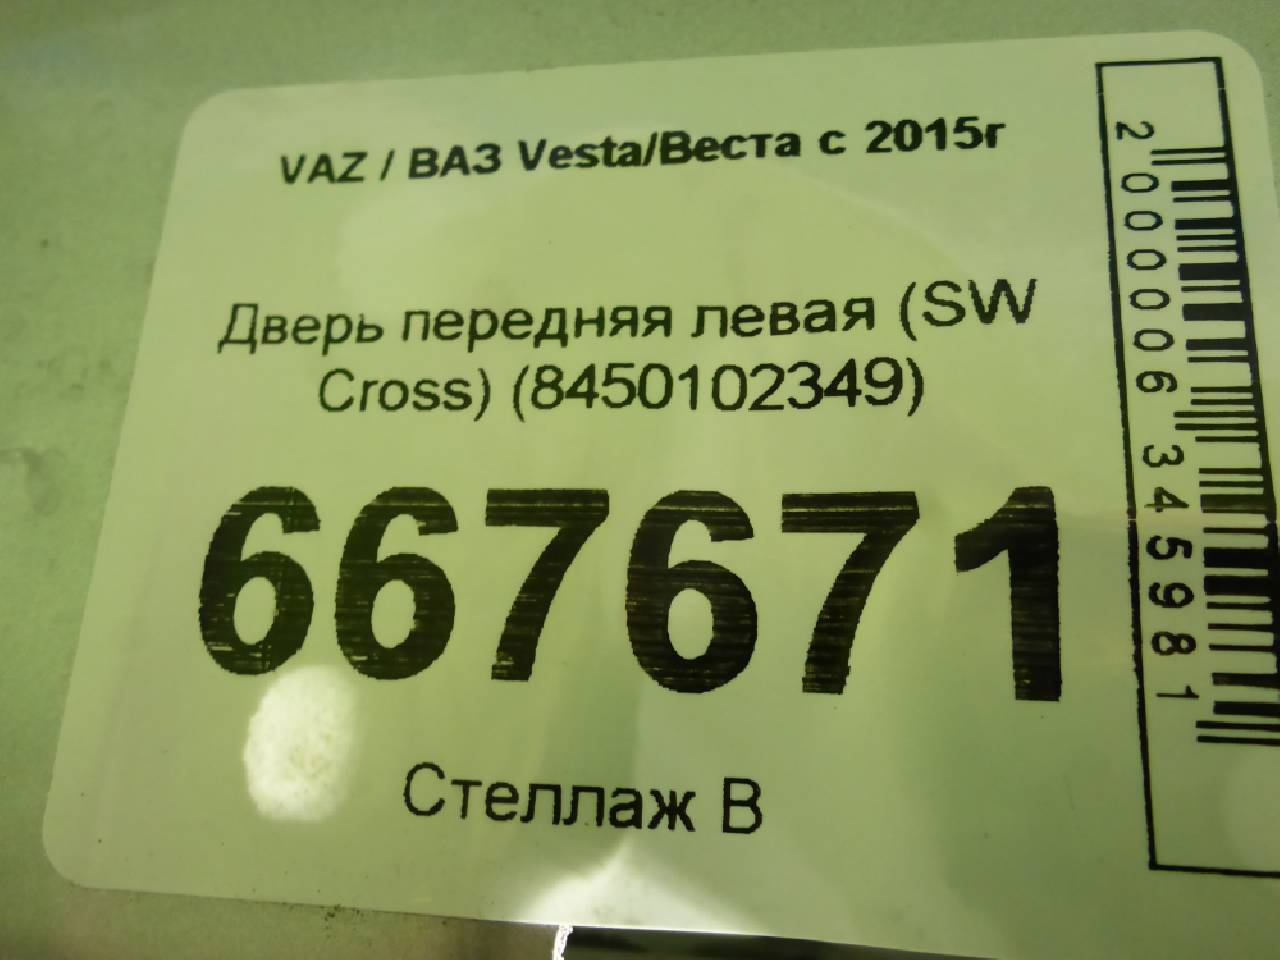 VAZ / ВАЗ Vesta/Веста с 2015г
Дверь передняя левая (SW
Cross) (8450102349)
667671
Стеллаж В
2000006345981